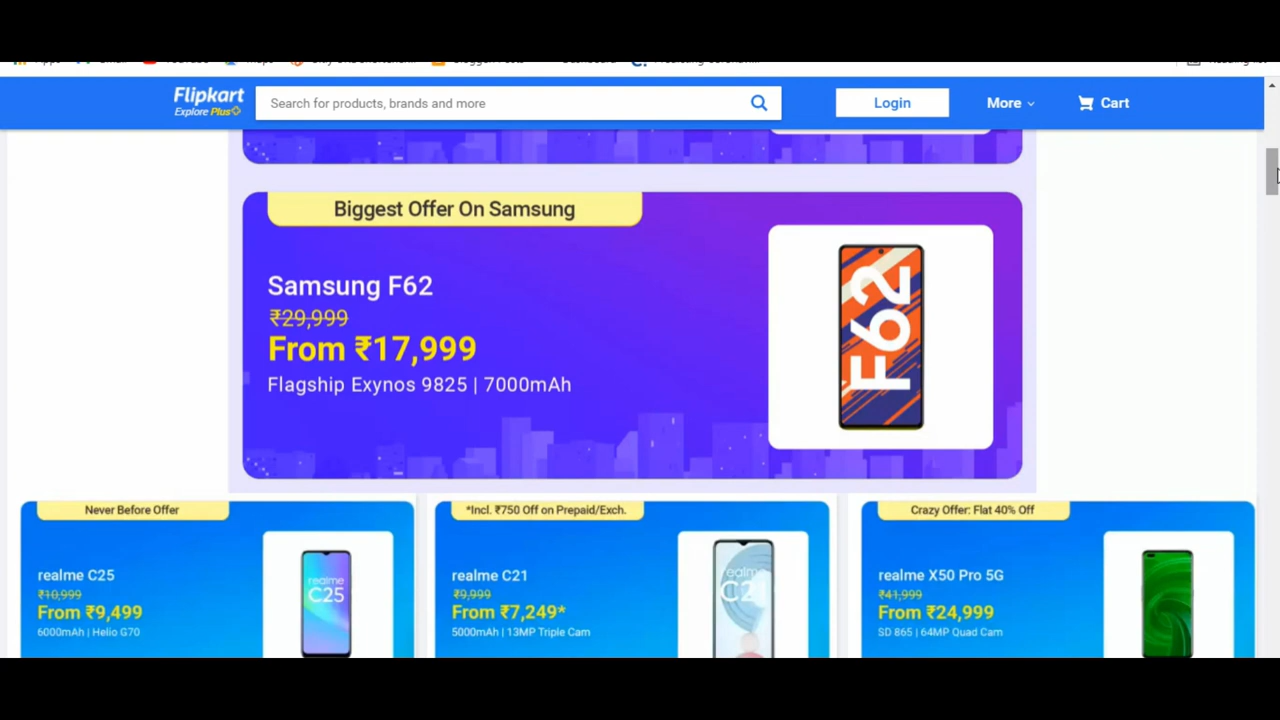 Flipkart
Explore Plus
Search for products, brands and more
Login
More
Cart
Biggest Offer On Samsung
Samsung F62
₹29,999
From ₹17,999
Flagship Exynos 9825 | 7000mAh
F62
Never Before Offer
realme C25
₹10,999
From ₹9,499
6000mAh | Helio G70
realme
C25
*Incl. ₹750 Off on Prepaid/Exch.
realme C21
₹9,999
From ₹7,249*
5000mAh | 13MP Triple Cam
realme
C21
Crazy Offer: Flat 40% Off
realme X50 Pro 5G
₹41,999
From ₹24,999
SD 865 | 64MP Quad Cam